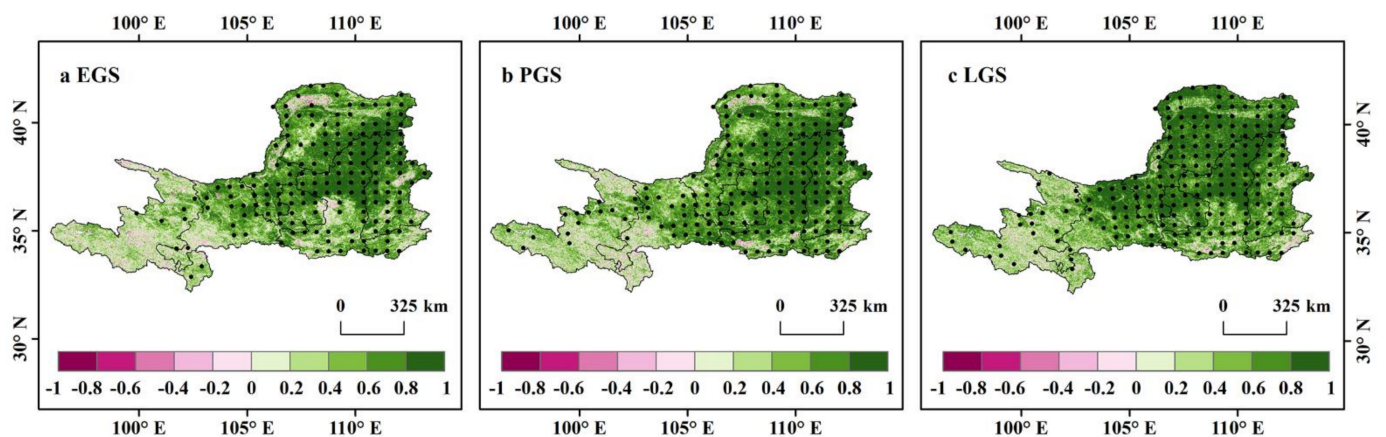 100° E 105° E 110° E 100° E 105° E 110° E 100° E 105° E 110° E
a EGS b PGS c LGS
40° N 40° N
35° N 35° N
0 325 km 0 325 km 0 325 km
30° N 30° N
-1 -0.8 -0.6 -0.4 -0.2 0 0.2 0.4 0.6 0.8 1 -1 -0.8 -0.6 -0.4 -0.2 0 0.2 0.4 0.6 0.8 1 -1 -0.8 -0.6 -0.4 -0.2 0 0.2 0.4 0.6 0.8 1
100° E 105° E 110° E 100° E 105° E 110° E 100° E 105° E 110° E